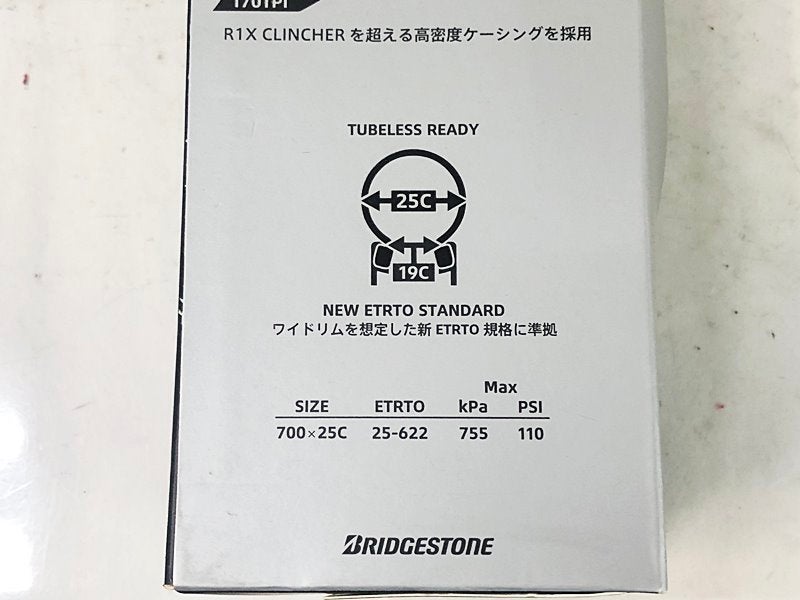 170TPI
R1X CLINCHER を超える高密度ケーシングを採用
TUBELESS READY
25C
19C
NEW ETRTO STANDARD
ワイドリムを想定した新 ETRTO 規格に準拠
Max
SIZE ETRTO kPa PSI
700×25C 25-622 755 110
BRIDGESTONE